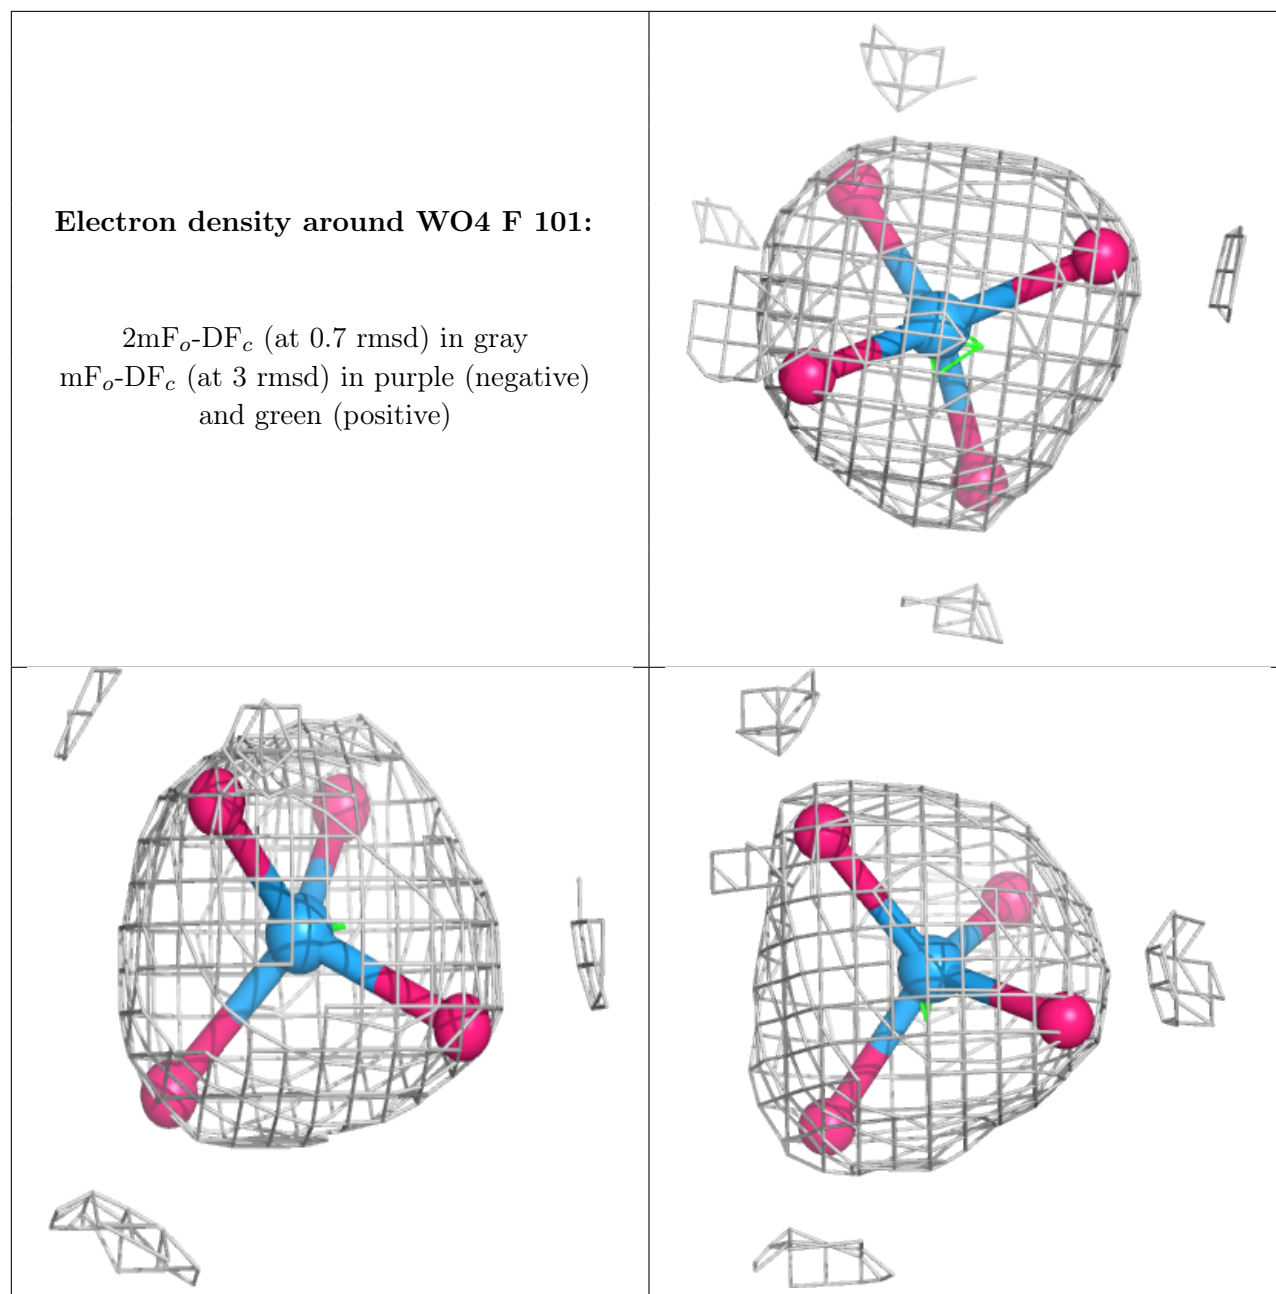 Electron density around WO4 F 101:
2mFo-DFc (at 0.7 rmsd) in gray
mFo-DFc (at 3 rmsd) in purple (negative)
and green (positive)